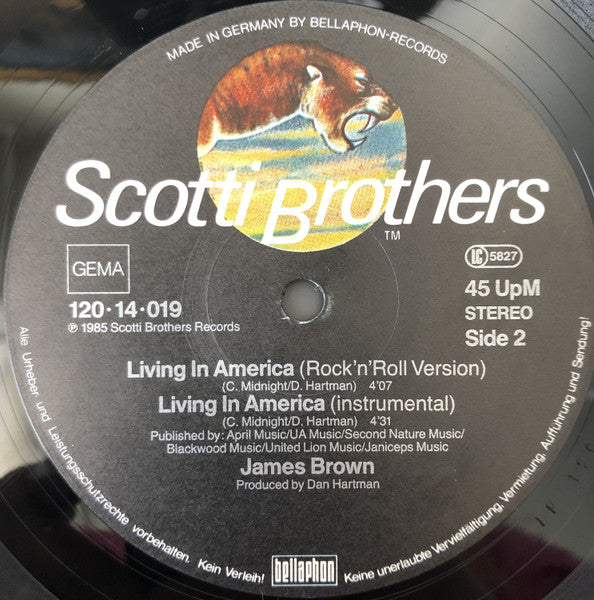 MADE IN GERMANY BY BELLAPHON-RECORDS
Scotti Brothers
TM
GEMA
LC 5827
120·14·019
45 UpM
℗ 1985 Scotti Brothers Records
STEREO
Side 2
Living In America (Rock'n'Roll Version)
(C. Midnight/D. Hartman) 4'07
Living In America (instrumental)
(C. Midnight/D. Hartman) 4'31
Published by: April Music/UA Music/Second Nature Music/
Blackwood Music/United Lion Music/Janiceps Music
James Brown
Produced by Dan Hartman
Alle Urheber- und Leistungsschutzrechte vorbehalten. Kein Verleih! Keine unerlaubte Vervielfältigung, Vermietung, Aufführung und Sendung!
bellaphon